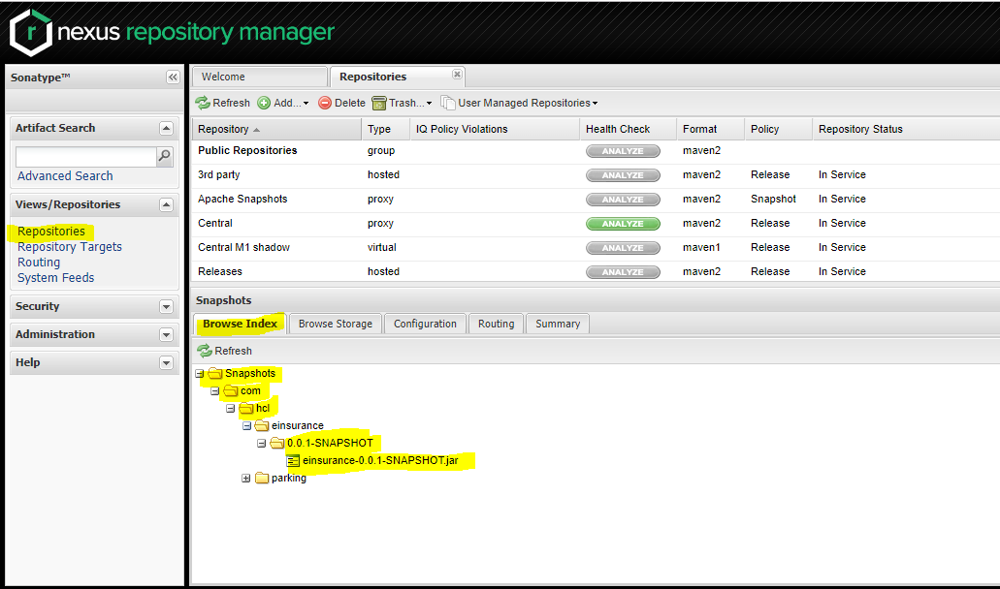 r nexus repository manager
Sonatype™
Welcome
Repositories
Refresh Add... Delete Trash... User Managed Repositories
Artifact Search
Advanced Search
Views/Repositories
Repositories
Repository Targets
Routing
System Feeds
Security
Administration
Help
Repository Type IQ Policy Violations Health Check Format Policy Repository Status
Public Repositories group ANALYZE maven2
3rd party hosted ANALYZE maven2 Release In Service
Apache Snapshots proxy ANALYZE maven2 Snapshot In Service
Central proxy ANALYZE maven2 Release In Service
Central M1 shadow virtual ANALYZE maven1 Release In Service
Releases hosted ANALYZE maven2 Release In Service
Snapshots
Browse Index Browse Storage Configuration Routing Summary
Refresh
Snapshots
com
hcl
einsurance
0.0.1-SNAPSHOT
einsurance-0.0.1-SNAPSHOT.jar
parking